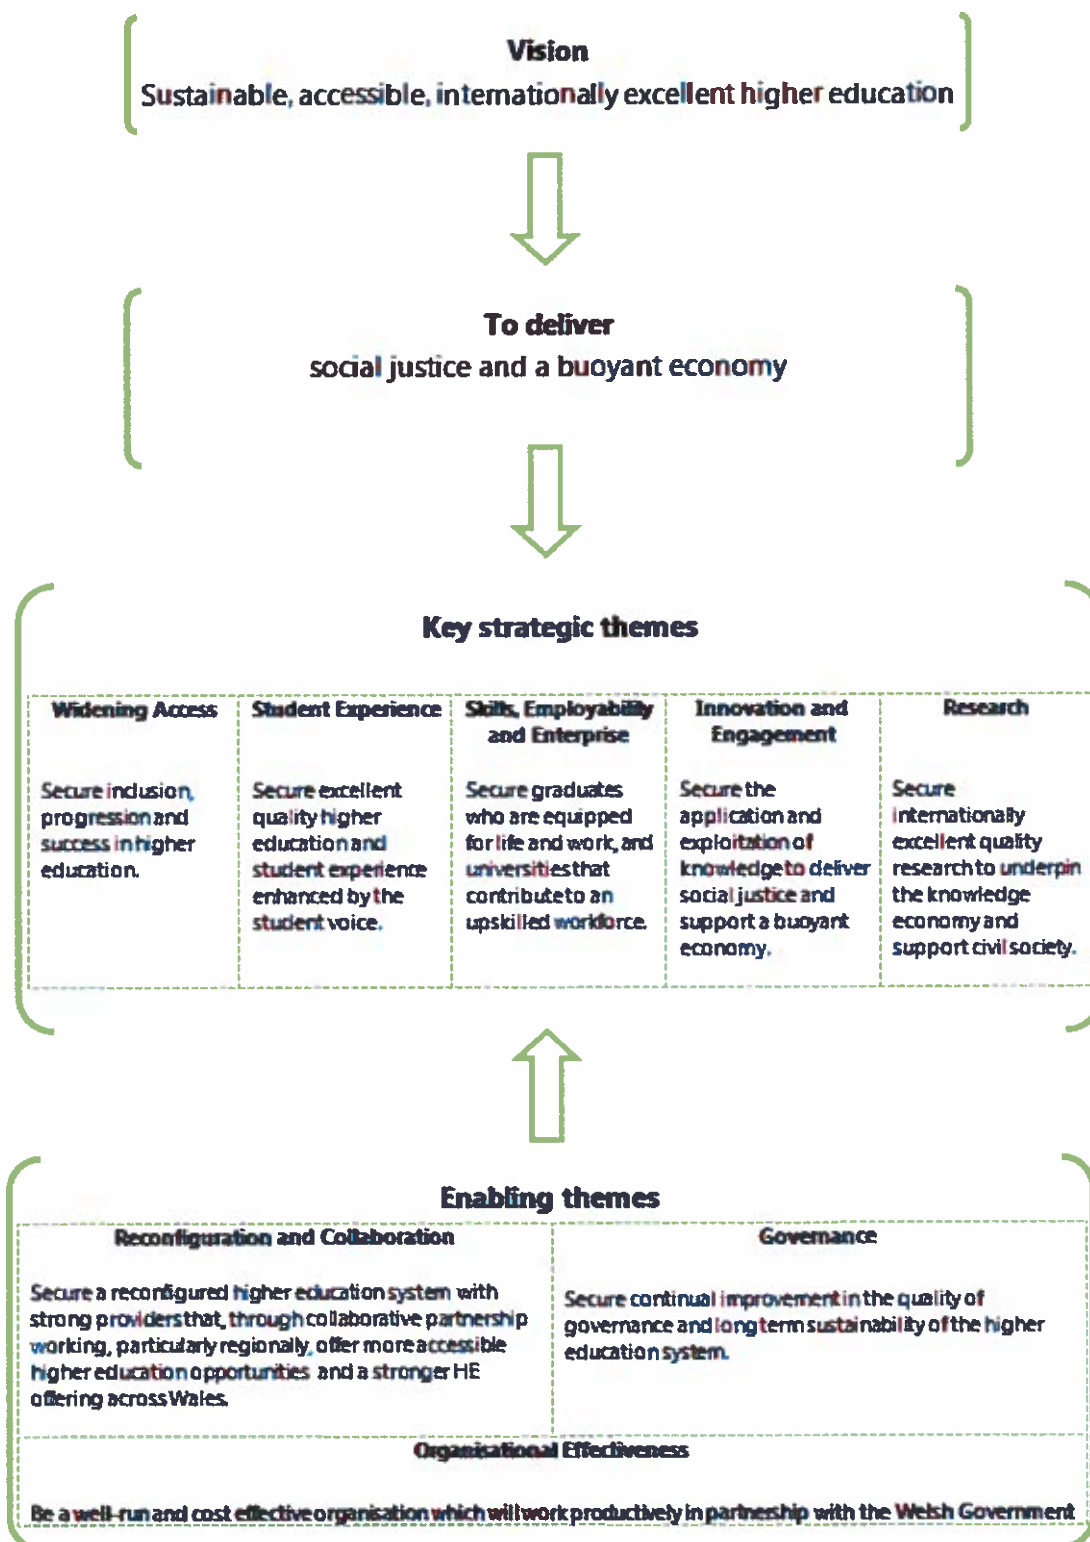 Vision
Sustainable, accessible, internationally excellent higher education
To deliver
social justice and a buoyant economy
Key strategic themes
Widening Access
Secure inclusion,
progression and
success in higher
education.
Student Experience
Secure excellent
quality higher
education and
student experience
enhanced by the
student voice.
Skills, Employability
and Enterprise
Secure graduates
who are equipped
for life and work, and
universities that
contribute to an
upskilled workforce.
Innovation and
Engagement
Secure the
application and
exploitation of
knowledge to deliver
social justice and
support a buoyant
economy.
Research
Secure
internationally
excellent quality
research to underpin
the knowledge
economy and
support civil society.
Enabling themes
Reconfiguration and Collaboration
Secure a reconfigured higher education system with
strong providers that, through collaborative partnership
working, particularly regionally, offer more accessible
higher education opportunities and a stronger HE
offering across Wales.
Governance
Secure continual improvement in the quality of
governance and long term sustainability of the higher
education system.
Organisational Effectiveness
Be a well-run and cost effective organisation which will work productively in partnership with the Welsh Government